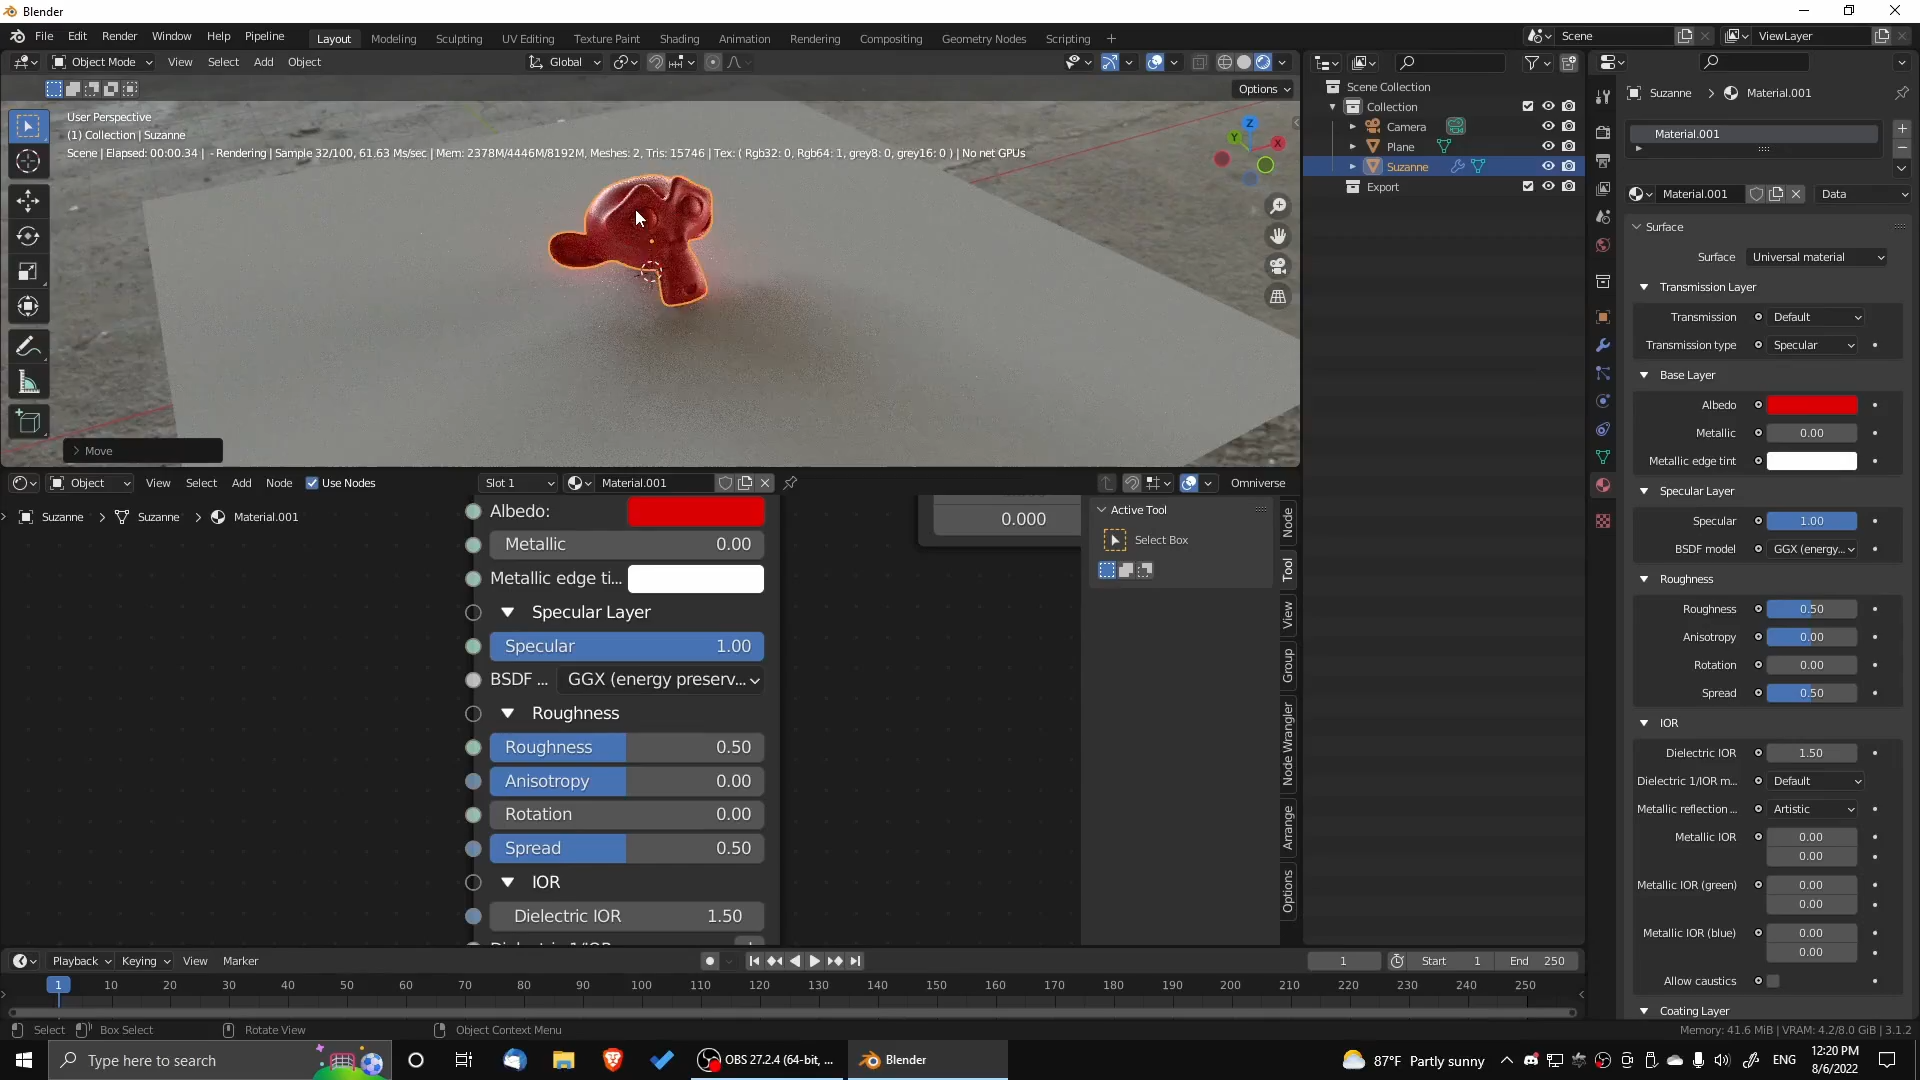 Blender
File Edit Render Window Help Pipeline Layout Modeling Sculpting UV Editing Texture Paint Shading Animation Rendering Compositing Geometry Nodes Scripting + Scene ViewLayer
Object Mode View Select Add Object Global
Options
User Perspective
(1) Collection | Suzanne
Scene | Elapsed: 00:00.34 | - Rendering | Sample 32/100, 61.63 Ms/sec | Mem: 2378M/4446M/8192M, Meshes: 2, Tris: 15746 | Tex: ( Rgb32: 0, Rgb64: 1, grey8: 0, grey16: 0 ) | No net GPUs
Z
Y
X
Move
Object View Select Add Node Use Nodes Slot 1 Material.001 Omniverse
Suzanne > Suzanne > Material.001
Albedo:
Metallic 0.00
Metallic edge ti...
Specular Layer
Specular 1.00
BSDF ... GGX (energy preserv...
Roughness
Roughness 0.50
Anisotropy 0.00
Rotation 0.00
Spread 0.50
IOR
Dielectric IOR 1.50
0.000
Active Tool
Select Box
Node
Tool
View
Group
Node Wrangler
Arrange
Options
Scene Collection
Collection
Camera
Plane
Suzanne
Export
Suzanne > Material.001
Material.001
Material.001 Data
Surface
Surface Universal material
Transmission Layer
Transmission Default
Transmission type Specular
Base Layer
Albedo
Metallic 0.00
Metallic edge tint
Specular Layer
Specular 1.00
BSDF model GGX (energy...
Roughness
Roughness 0.50
Anisotropy 0.00
Rotation 0.00
Spread 0.50
IOR
Dielectric IOR 1.50
Dielectric 1/IOR m... Default
Metallic reflection ... Artistic
Metallic IOR 0.00
0.00
Metallic IOR (green) 0.00
0.00
Metallic IOR (blue) 0.00
0.00
Allow caustics
Coating Layer
Playback Keying View Marker 1 Start 1 End 250
1 10 20 30 40 50 60 70 80 90 100 110 120 130 140 150 160 170 180 190 200 210 220 230 240 250
Select Box Select Rotate View Object Context Menu Memory: 41.6 MiB | VRAM: 4.2/8.0 GiB | 3.1.2
Type here to search OBS 27.2.4 (64-bit, ... Blender 87°F Partly sunny ENG 12:20 PM
8/6/2022